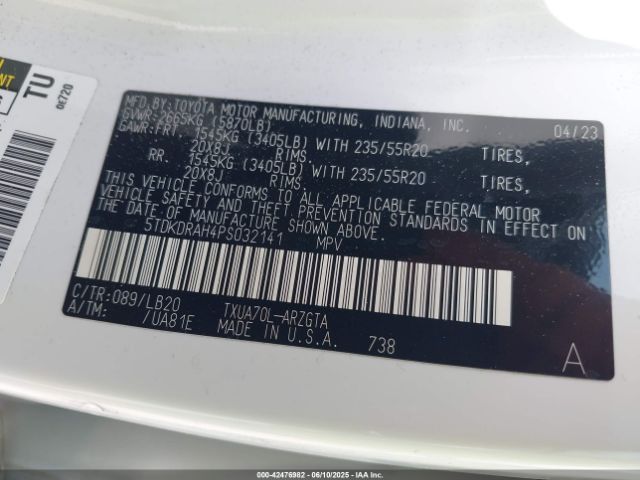 TU
0E720
MFD. BY: TOYOTA MOTOR MANUFACTURING, INDIANA, INC. 04/23
GVWR: 2665KG (5870LB)
GAWR: FRT. 1545KG (3405LB) WITH 235/55R20 TIRES,
20X8J RIMS.
RR. 1545KG (3405LB) WITH 235/55R20 TIRES,
20X8J RIMS.
THIS VEHICLE CONFORMS TO ALL APPLICABLE FEDERAL MOTOR
VEHICLE SAFETY AND THEFT PREVENTION STANDARDS IN EFFECT
ON THE DATE OF MANUFACTURE SHOWN ABOVE.
5TDKDRAH4PS032141 MPV
C/TR: 089/LB20 TXUA70L-ARZGTA
A/TM: /UA81E MADE IN U.S.A. 738
A
00-42476982 - 06/10/2025 - IAA Inc.